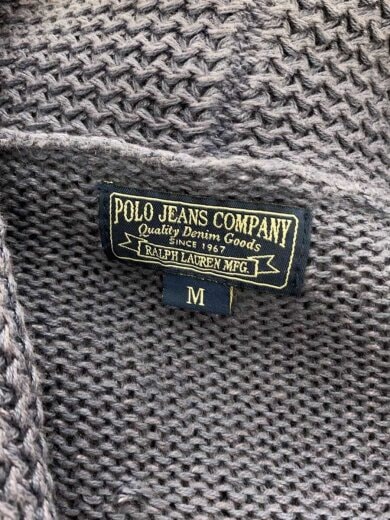 POLO JEANS COMPANY
Quality Denim Goods
SINCE 1967
RALPH LAUREN MFG.
M